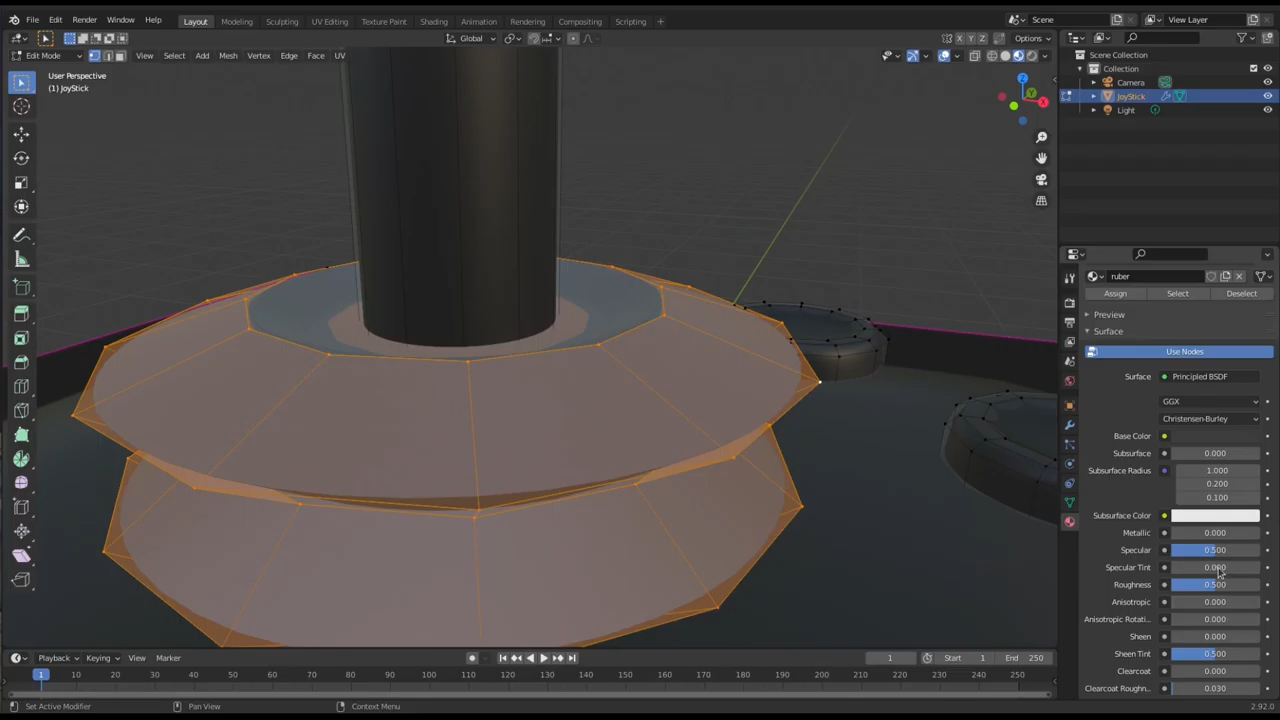 File Edit Render Window Help Layout Modeling Sculpting UV Editing Texture Paint Shading Animation Rendering Compositing Scripting + Scene View Layer
Global X Y Z Options
Edit Mode View Select Add Mesh Vertex Edge Face UV
User Perspective
(1) JoyStick
Scene Collection
Collection
Camera
JoyStick
Light
Z
Y
X
ruber
Assign Select Deselect
Preview
Surface
Use Nodes
Surface Principled BSDF
GGX
Christensen-Burley
Base Color
Subsurface 0.000
Subsurface Radius 1.000
0.200
0.100
Subsurface Color
Metallic 0.000
Specular 0.500
Specular Tint 0.000
Roughness 0.500
Anisotropic 0.000
Anisotropic Rotati... 0.000
Sheen 0.000
Sheen Tint 0.500
Clearcoat 0.000
Clearcoat Roughn... 0.030
Playback Keying View Marker 1 Start 1 End 250
1 10 20 30 40 50 60 70 80 90 100 110 120 130 140 150 160 170 180 190 200 210 220 230 240 250
Set Active Modifier Pan View Context Menu 2.92.0